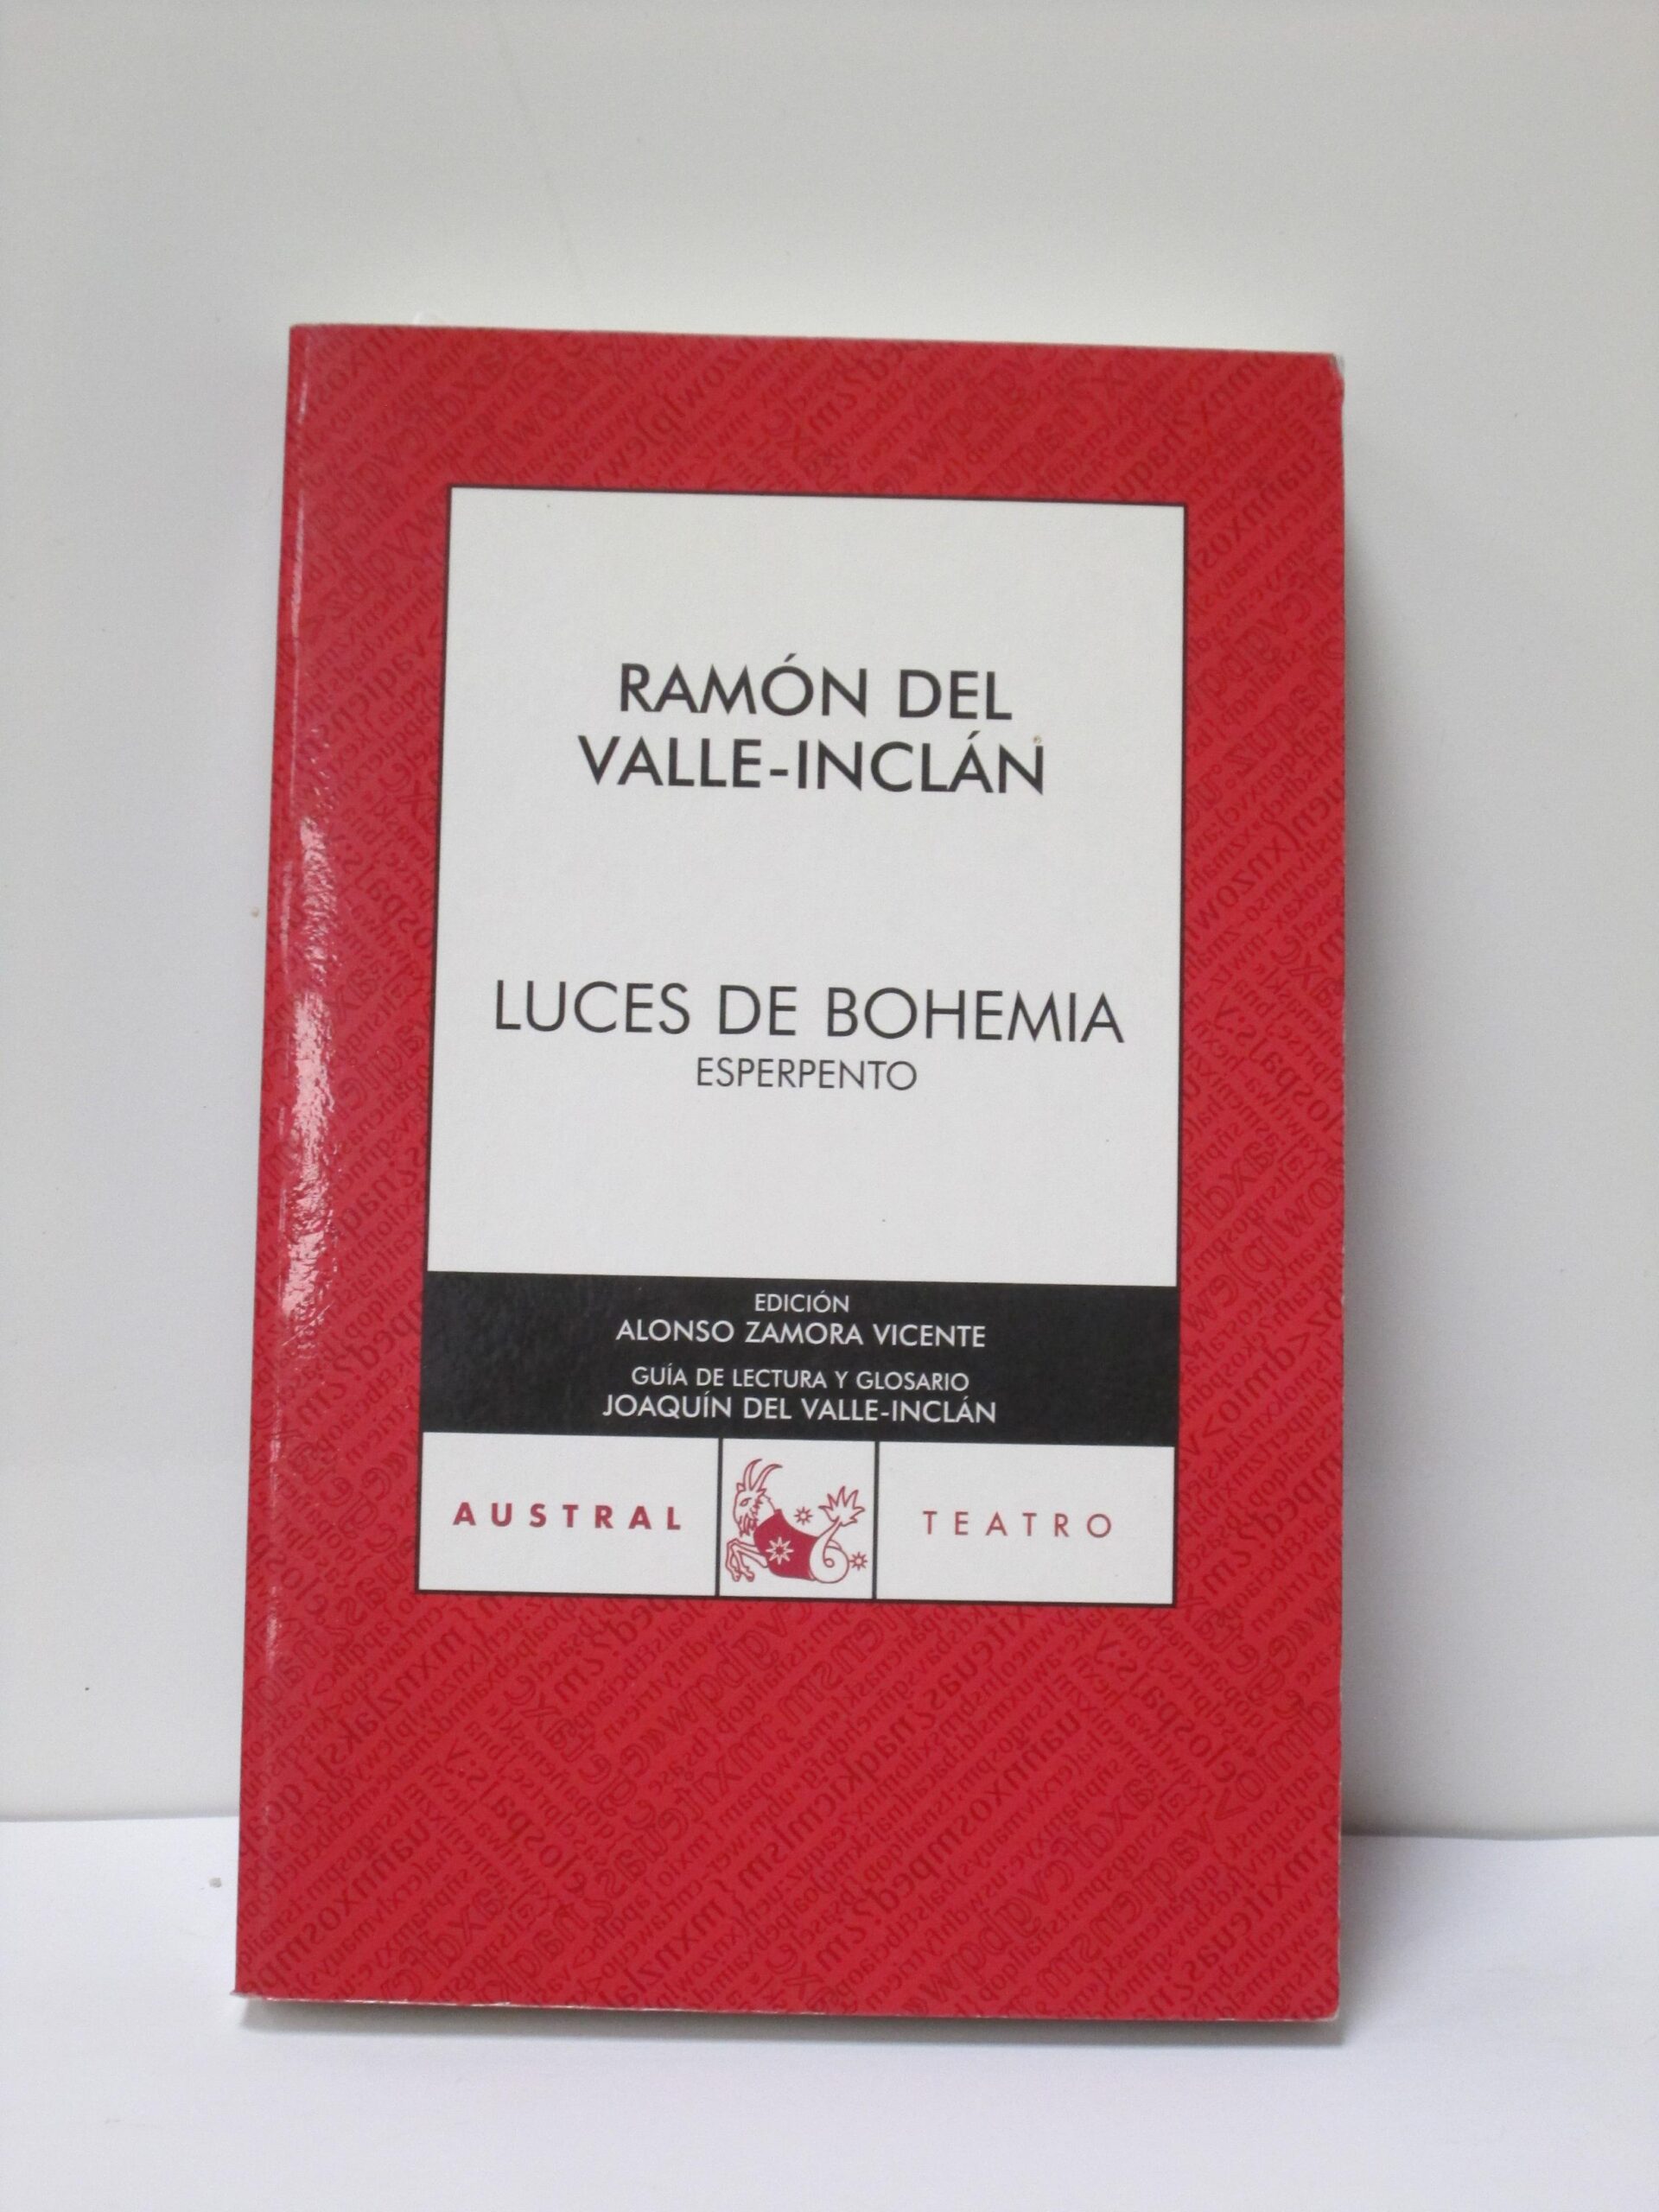 RAMÓN DEL
VALLE-INCLÁN
LUCES DE BOHEMIA
ESPERPENTO
EDICIÓN
ALONSO ZAMORA VICENTE
GUÍA DE LECTURA Y GLOSARIO
JOAQUÍN DEL VALLE-INCLÁN
AUSTRAL
TEATRO